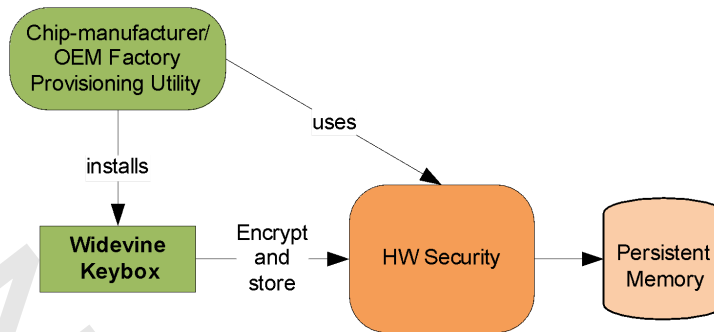 Chip-manufacturer/
OEM Factory
Provisioning Utility
uses
installs
Widevine
Keybox
Encrypt
and
store
HW Security
Persistent
Memory